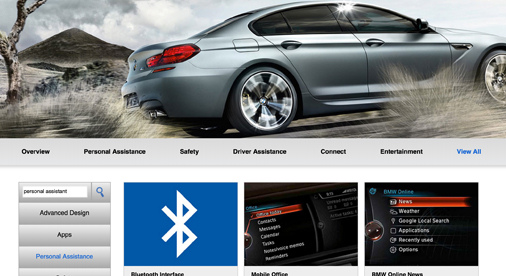 Overview Personal Assistance Safety Driver Assistance Connect Entertainment View All
personal assistant
Advanced Design
Apps
Personal Assistance
Office
Office today
Contacts
Messages
Calendar
Tasks
Notes/Voice memos
Reminders
BMW Online
News
Weather
Google Local Search
Applications
Recently used
Options
Bluetooth Interface
Mobile Office
BMW Online News